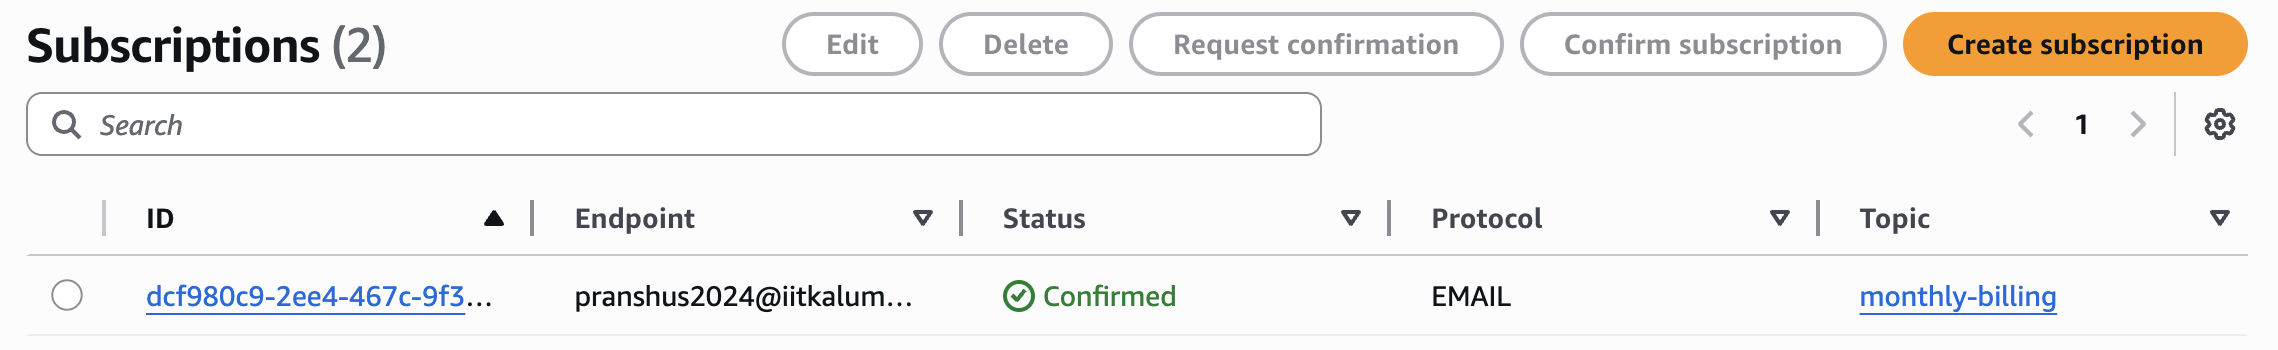 Subscriptions (2) Edit Delete Request confirmation Confirm subscription Create subscription
Search 1
ID Endpoint Status Protocol Topic
dcf980c9-2ee4-467c-9f3... pranshus2024@iitkalum... Confirmed EMAIL monthly-billing